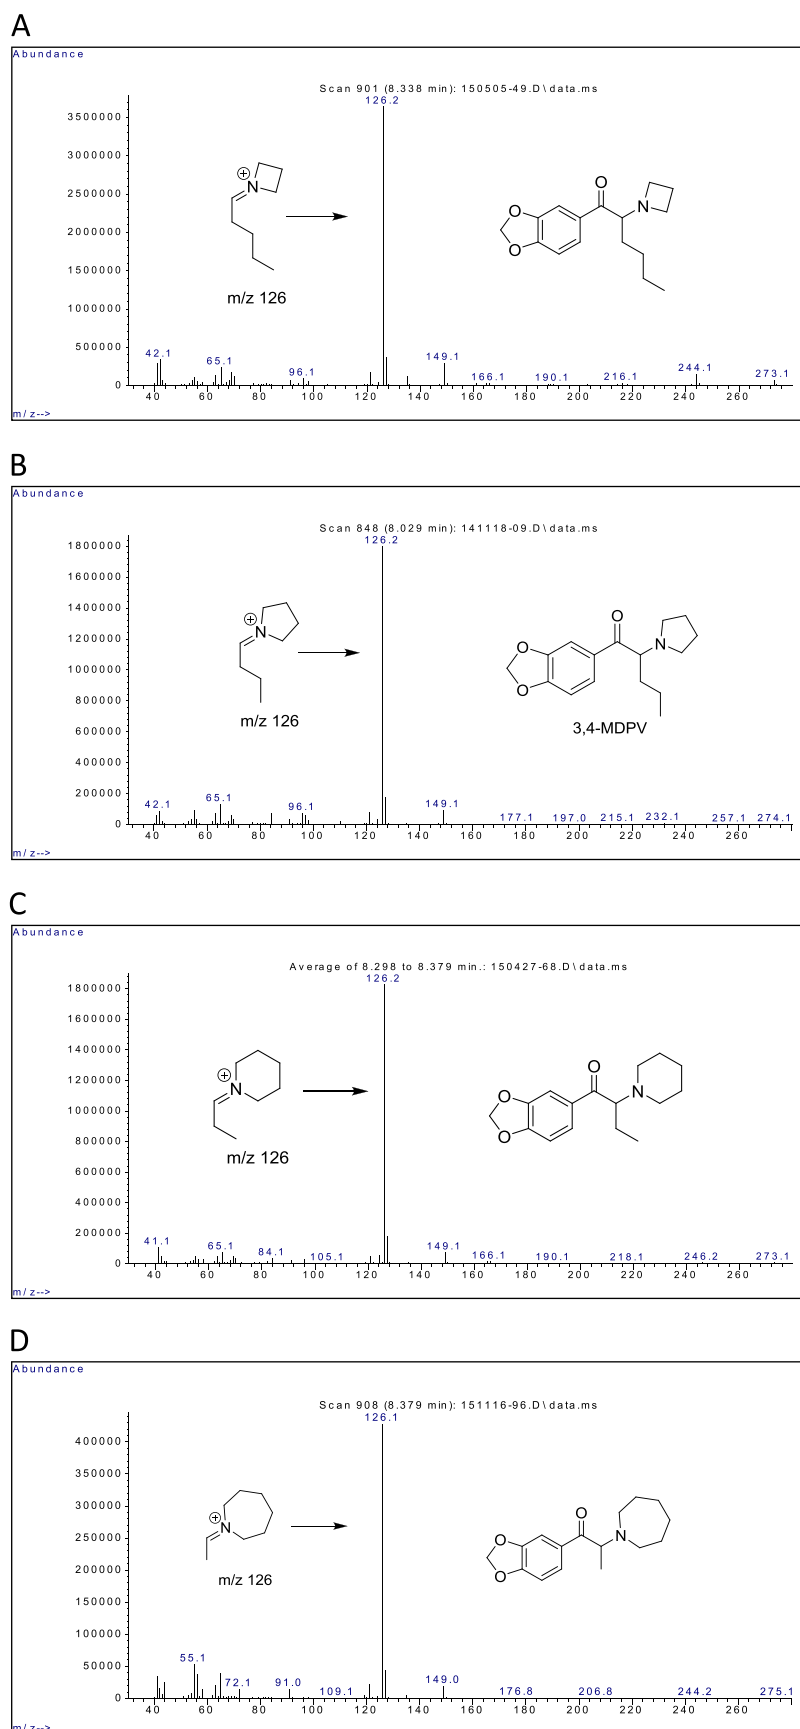 A
Abundance
Scan 901 (8.338 min): 150505-49.D\data.ms
126.2
3500000
3000000
2500000
2000000
1500000
1000000
500000
0
N
m/z 126
O
N
O
O
42.1
65.1
96.1
149.1
166.1
190.1
216.1
244.1
273.1
40 60 80 100 120 140 160 180 200 220 240 260
m/z-->
B
Abundance
Scan 848 (8.029 min): 141118-09.D\data.ms
126.2
1800000
1600000
1400000
1200000
1000000
800000
600000
400000
200000
0
N
m/z 126
O
N
O
O
3,4-MDPV
42.1
65.1
96.1
149.1
177.1
197.0
215.1
232.1
257.1
274.1
40 60 80 100 120 140 160 180 200 220 240 260
m/z-->
C
Abundance
Average of 8.298 to 8.379 min.: 150427-68.D\data.ms
126.2
1800000
1600000
1400000
1200000
1000000
800000
600000
400000
200000
0
N
m/z 126
O
N
O
O
41.1
65.1
84.1
105.1
149.1
166.1
190.1
218.1
246.2
273.1
40 60 80 100 120 140 160 180 200 220 240 260
m/z-->
D
Abundance
Scan 908 (8.379 min): 151116-96.D\data.ms
126.1
400000
350000
300000
250000
200000
150000
100000
50000
0
N
m/z 126
O
N
O
O
55.1
72.1
91.0
109.1
149.0
176.8
206.8
244.2
275.1
40 60 80 100 120 140 160 180 200 220 240 260
m/z-->